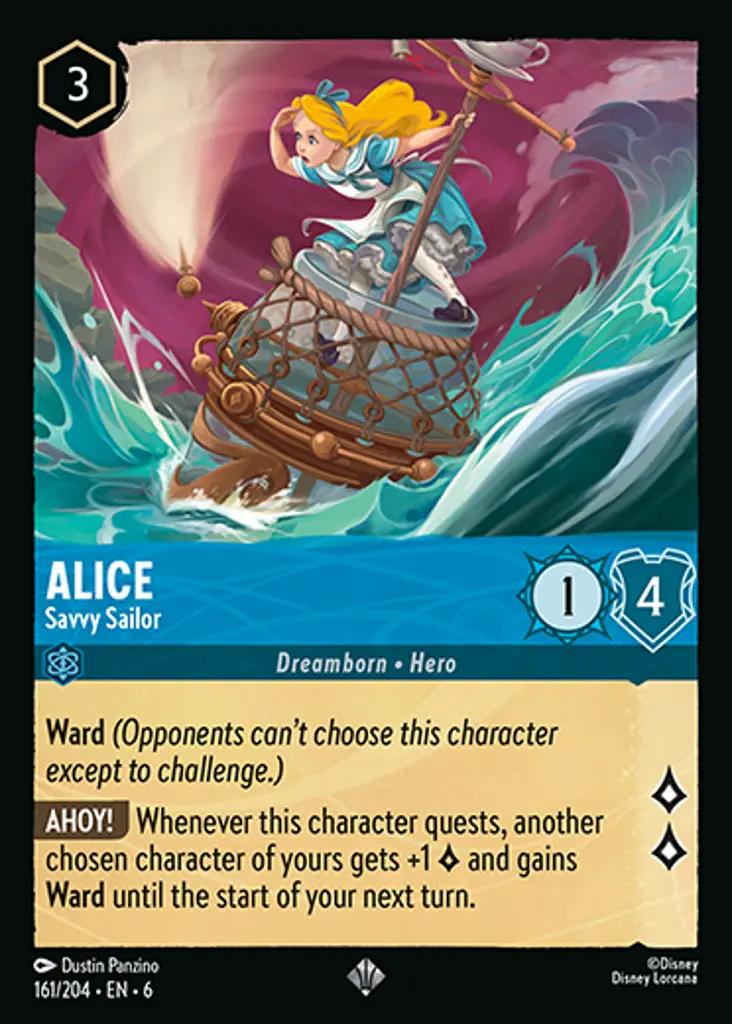 3
ALICE
Savvy Sailor
1
4
Dreamborn • Hero
Ward (Opponents can't choose this character
except to challenge.)
AHOY! Whenever this character quests, another
chosen character of yours gets +1 and gains
Ward until the start of your next turn.
Dustin Panzino
161/204 • EN • 6
©Disney
Disney Lorcana